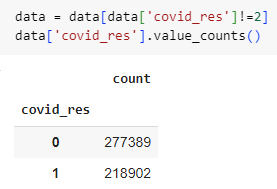 data = data[data['covid_res']!=2]
data['covid_res'].value_counts()
count
covid_res
0 277389
1 218902